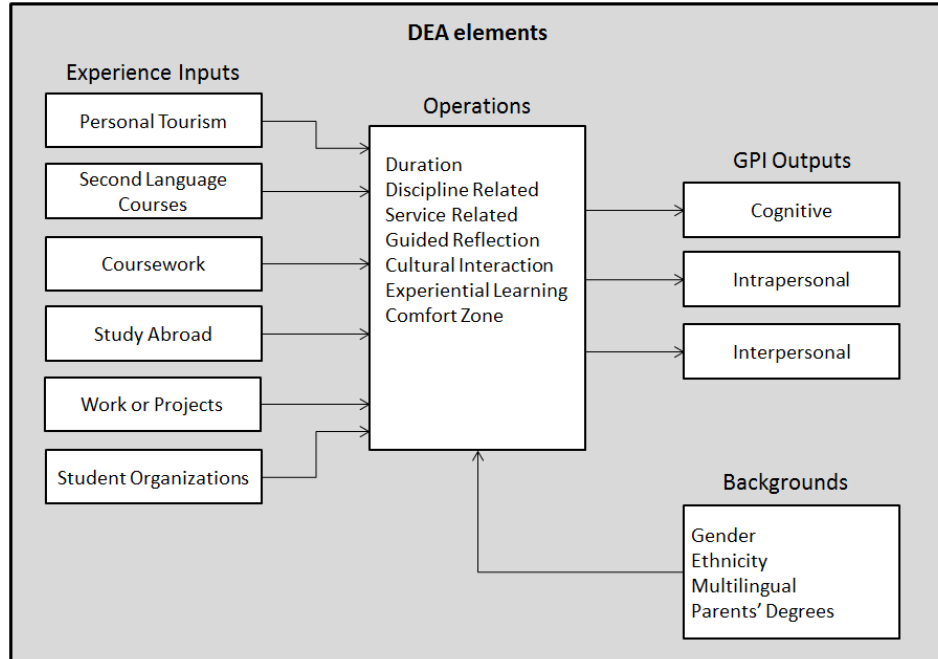 DEA elements
Experience Inputs
Personal Tourism
Second Language
Courses
Coursework
Study Abroad
Work or Projects
Student Organizations
Operations
Duration
Discipline Related
Service Related
Guided Reflection
Cultural Interaction
Experiential Learning
Comfort Zone
GPI Outputs
Cognitive
Intrapersonal
Interpersonal
Backgrounds
Gender
Ethnicity
Multilingual
Parents’ Degrees